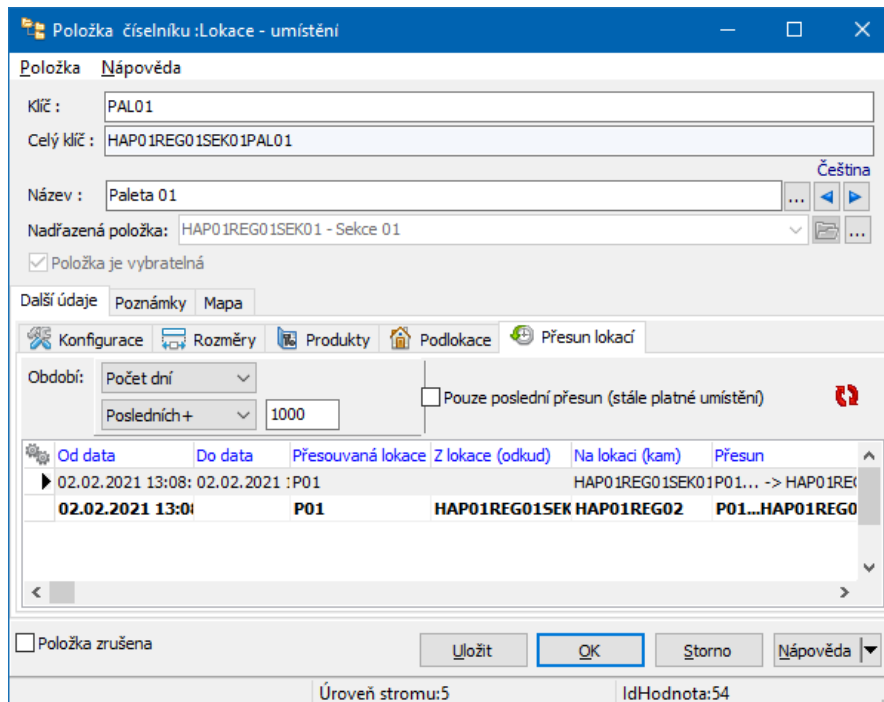 Položka číselníku :Lokace - umístění
Položka Nápověda
Klíč : PAL01
Celý klíč : HAP01REG01SEK01PAL01
Čeština
Název : Paleta 01 ...
Nadřazená položka: HAP01REG01SEK01 - Sekce 01 ...
Položka je vybratelná
Další údaje Poznámky Mapa
Konfigurace Rozměry Produkty Podlokace Přesun lokací
Období: Počet dní
Pouze poslední přesun (stále platné umístění)
Posledních+ 1000
Od data Do data Přesouvaná lokace Z lokace (odkud) Na lokaci (kam) Přesun
02.02.2021 13:08: 02.02.2021 P01 HAP01REG01SEK01 P01... -> HAP01RE
02.02.2021 13:0 P01 HAP01REG01SEK HAP01REG02 P01...HAP01REG0
Položka zrušena Uložit OK Storno Nápověda
Úroveň stromu:5 IdHodnota:54